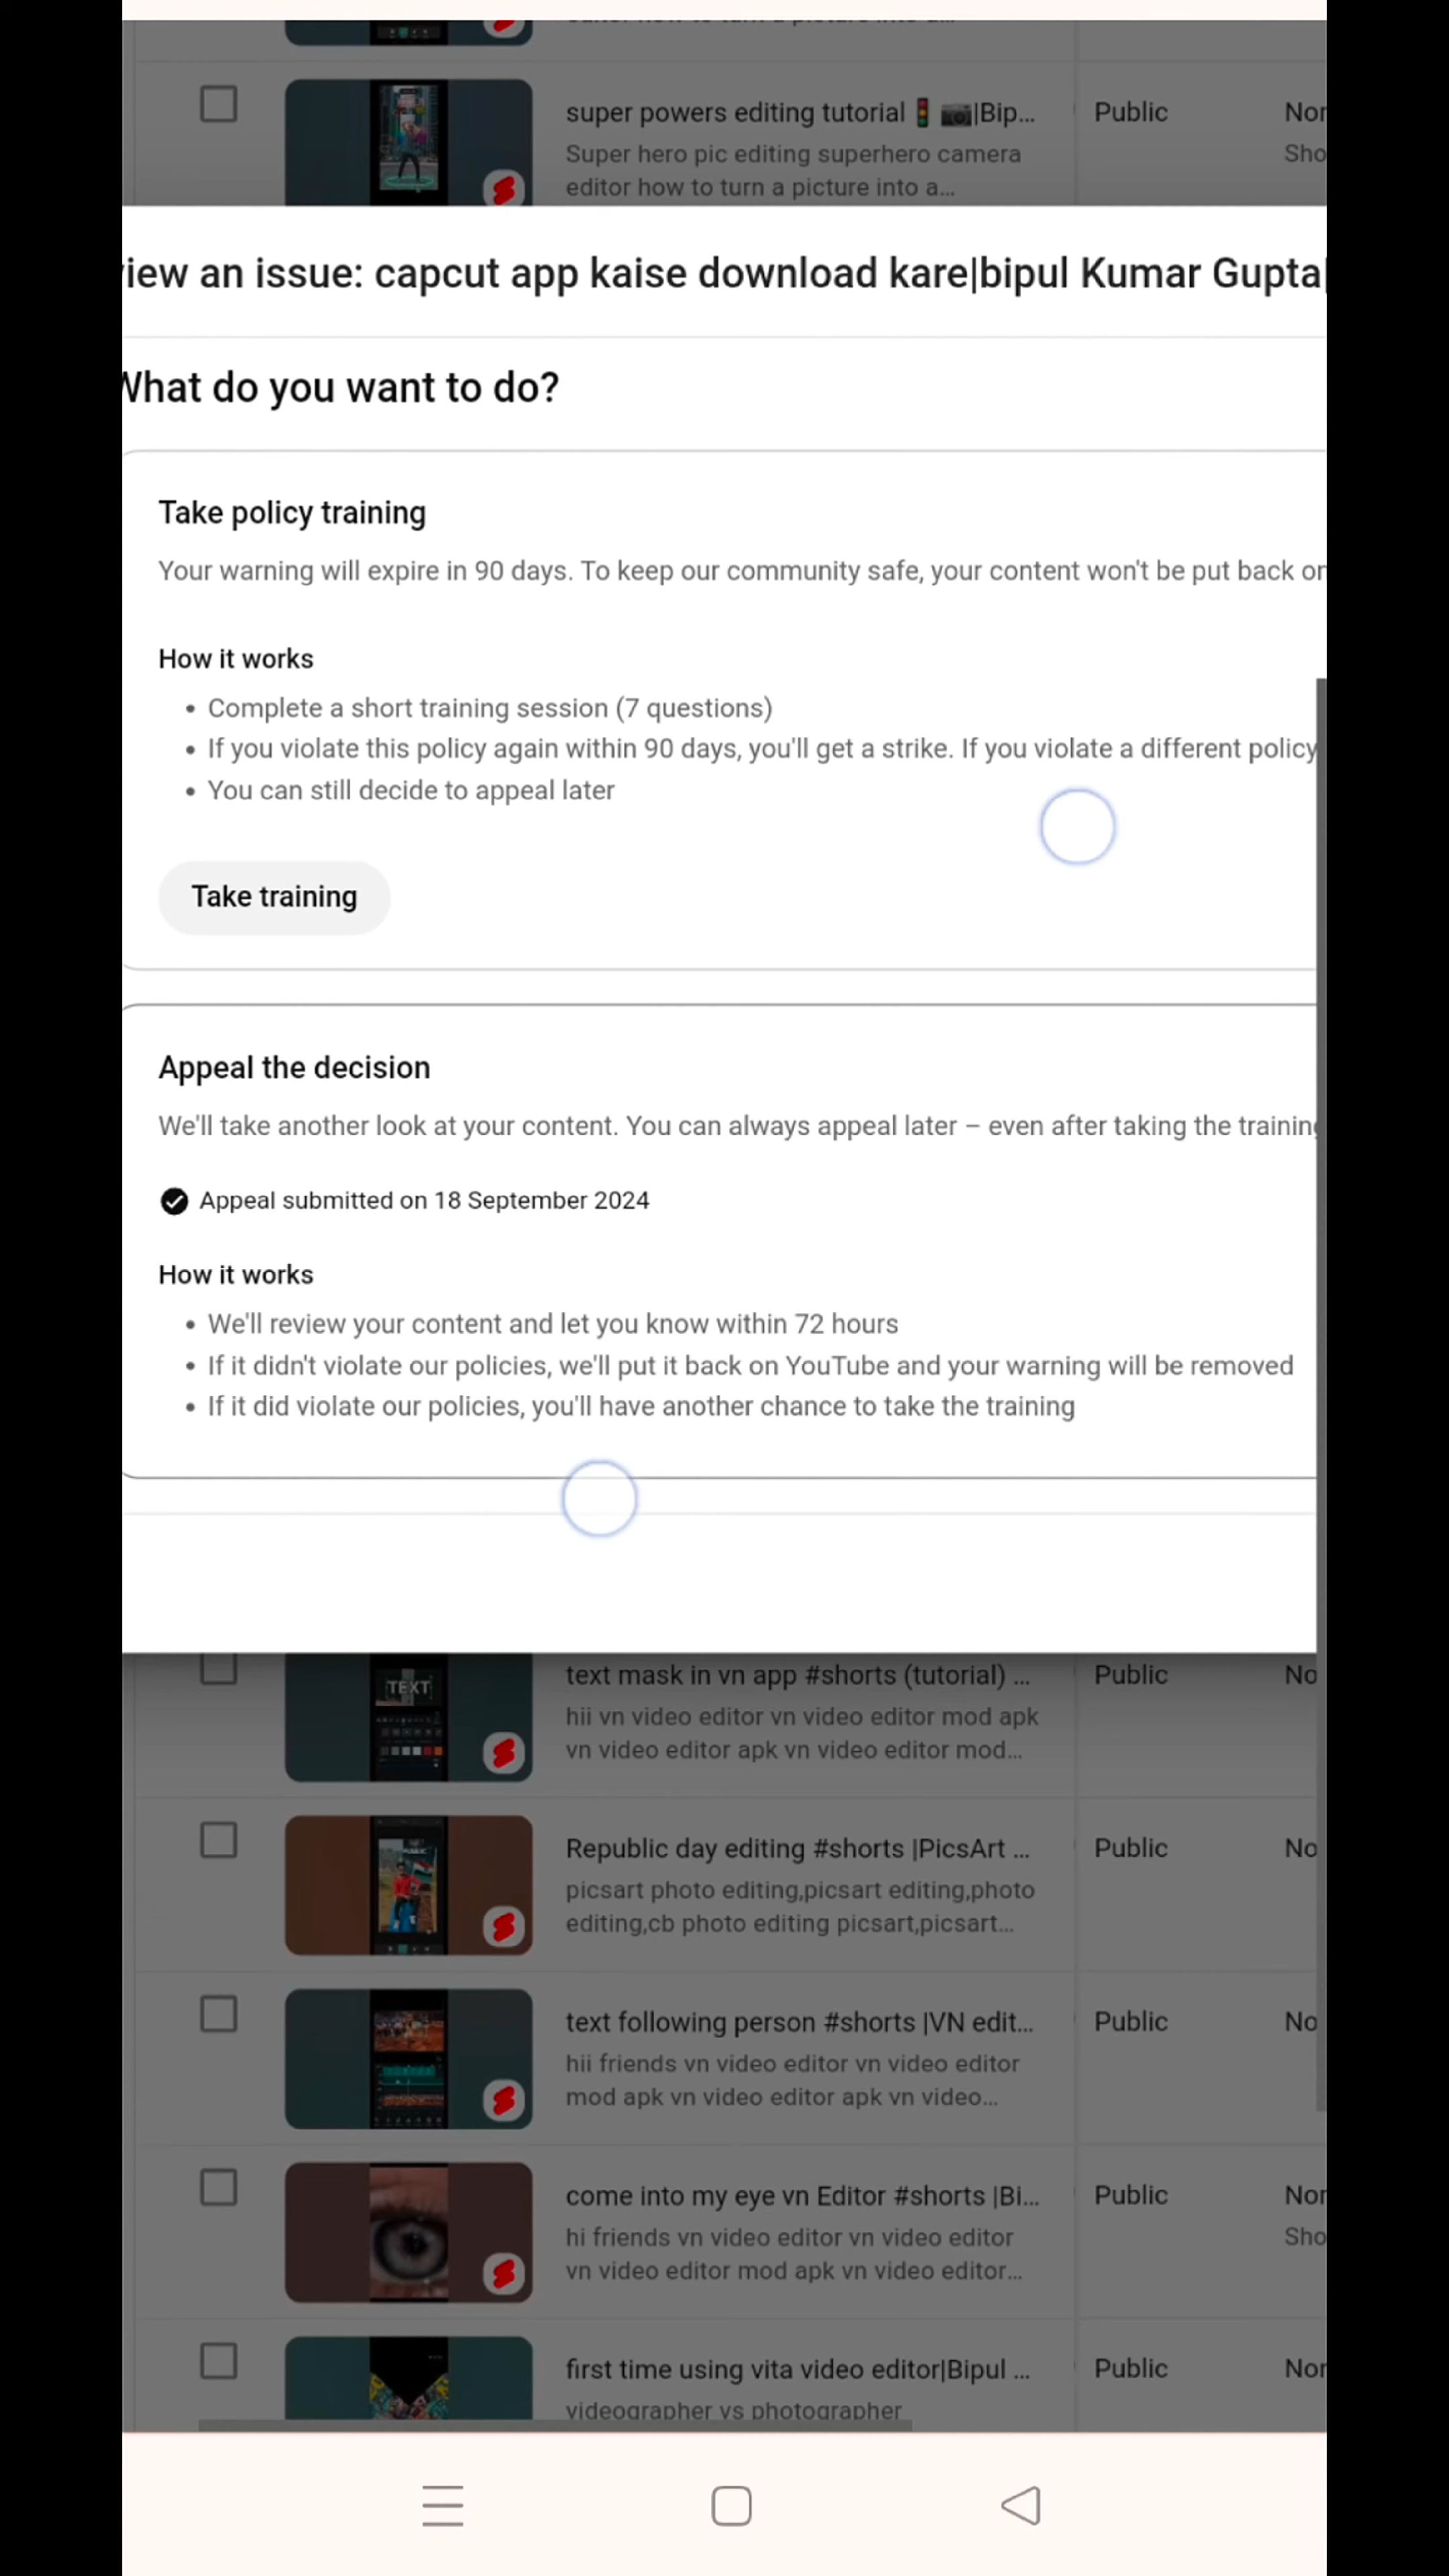 super powers editing tutorial🚦📷|Bip...
Public
Super hero pic editing superhero camera
editor how to turn a picture into a...
view an issue: capcut app kaise download kare|bipul Kumar Gupta|
What do you want to do?
Take policy training
Your warning will expire in 90 days. To keep our community safe, your content won't be put back on
How it works
• Complete a short training session (7 questions)
• If you violate this policy again within 90 days, you'll get a strike. If you violate a different policy
• You can still decide to appeal later
Take training
Appeal the decision
We'll take another look at your content. You can always appeal later – even after taking the training
Appeal submitted on 18 September 2024
How it works
• We'll review your content and let you know within 72 hours
• If it didn't violate our policies, we'll put it back on YouTube and your warning will be removed
• If it did violate our policies, you'll have another chance to take the training
TEXT
text mask in vn app #shorts (tutorial) ...
Public
No
hii vn video editor vn video editor mod apk
vn video editor apk vn video editor mod...
Republic day editing #shorts |PicsArt ...
Public
No
picsart photo editing,picsart editing,photo
editing,cb photo editing picsart,picsart...
text following person #shorts |VN edit...
Public
No
hii friends vn video editor vn video editor
mod apk vn video editor apk vn video...
come into my eye vn Editor #shorts |Bi...
Public
Nor
hi friends vn video editor vn video editor
Sho
vn video editor mod apk vn video editor...
first time using vita video editor|Bipul ...
Public
Nor
videographer vs photographer